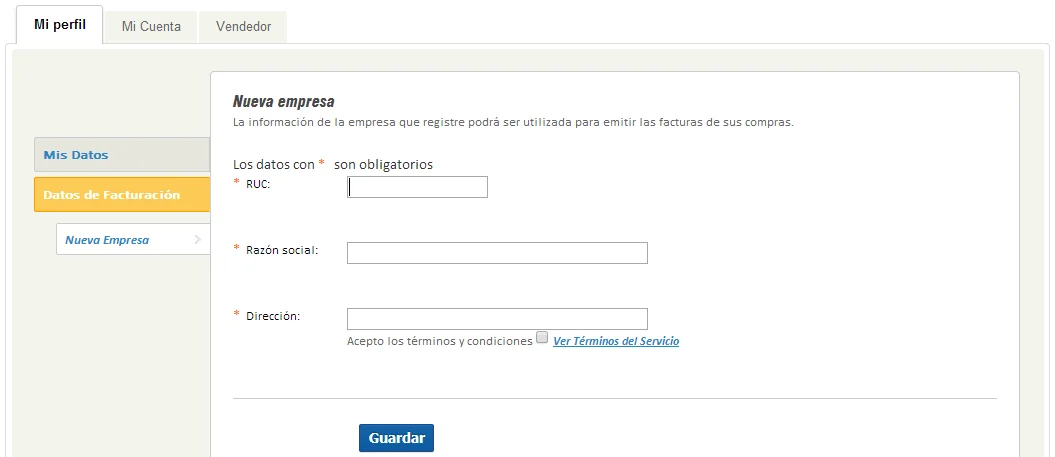 Mi perfil
Mi Cuenta
Vendedor
Nueva empresa
La información de la empresa que registre podrá ser utilizada para emitir las facturas de sus compras.
Mis Datos
Datos de Facturación
Nueva Empresa
Los datos con * son obligatorios
* RUC:
* Razón social:
* Dirección:
Acepto los términos y condiciones Ver Términos del Servicio
Guardar